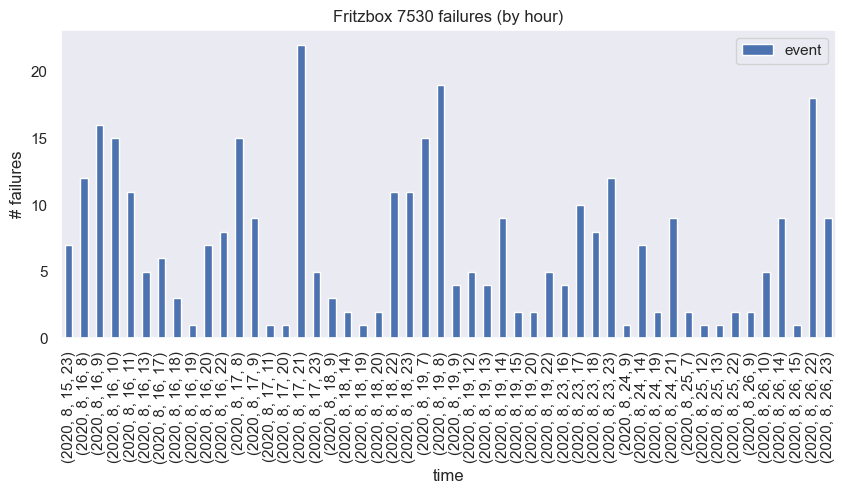 Fritzbox 7530 failures (by hour)
event
# failures
20
15
10
5
0
(2020, 8, 15, 23)
(2020, 8, 16, 8)
(2020, 8, 16, 9)
(2020, 8, 16, 10)
(2020, 8, 16, 11)
(2020, 8, 16, 13)
(2020, 8, 16, 17)
(2020, 8, 16, 18)
(2020, 8, 16, 19)
(2020, 8, 16, 20)
(2020, 8, 16, 22)
(2020, 8, 17, 8)
(2020, 8, 17, 9)
(2020, 8, 17, 11)
(2020, 8, 17, 20)
(2020, 8, 17, 21)
(2020, 8, 17, 23)
(2020, 8, 18, 9)
(2020, 8, 18, 14)
(2020, 8, 18, 19)
(2020, 8, 18, 20)
(2020, 8, 18, 22)
(2020, 8, 18, 23)
(2020, 8, 19, 7)
(2020, 8, 19, 8)
(2020, 8, 19, 9)
(2020, 8, 19, 12)
(2020, 8, 19, 13)
(2020, 8, 19, 14)
(2020, 8, 19, 15)
(2020, 8, 19, 20)
(2020, 8, 19, 22)
(2020, 8, 23, 16)
(2020, 8, 23, 17)
(2020, 8, 23, 18)
(2020, 8, 23, 23)
(2020, 8, 24, 9)
(2020, 8, 24, 14)
(2020, 8, 24, 19)
(2020, 8, 24, 21)
(2020, 8, 25, 7)
(2020, 8, 25, 12)
(2020, 8, 25, 13)
(2020, 8, 25, 22)
(2020, 8, 26, 9)
(2020, 8, 26, 10)
(2020, 8, 26, 14)
(2020, 8, 26, 15)
(2020, 8, 26, 22)
(2020, 8, 26, 23)
time